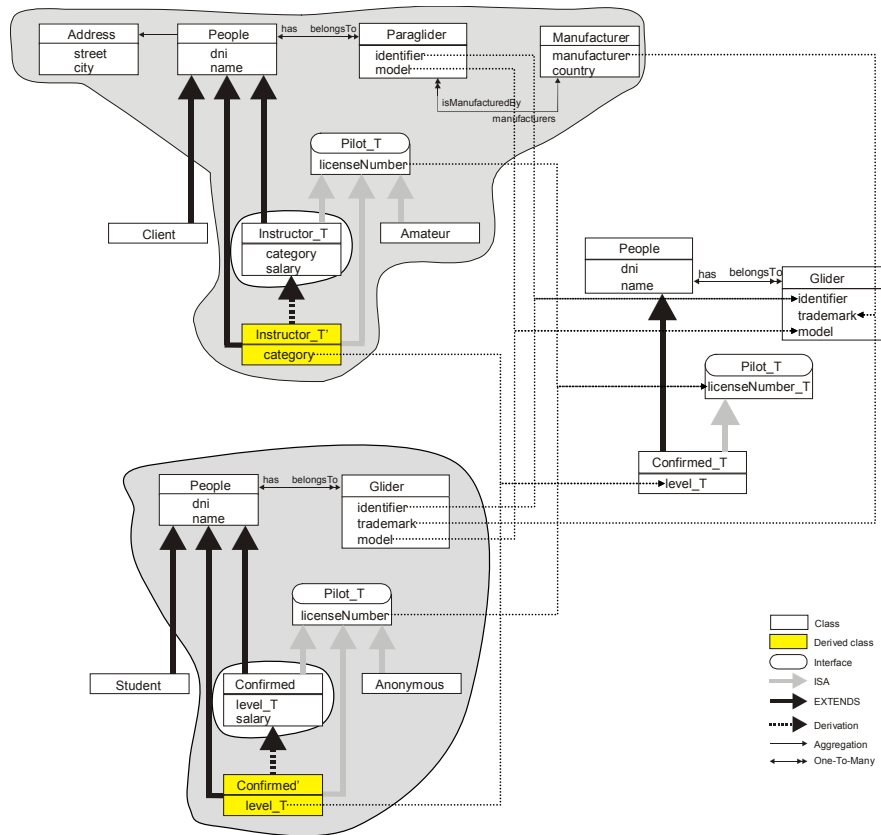 Address
street
city
People
dni
name
has
belongsTo
Paraglider
identifier
model
Manufacturer
manufacturer
country
isManufacturedBy
manufacturers
Pilot_T
licenseNumber
Client
Instructor_T
category
salary
Amateur
Instructor_T'
category
People
dni
name
has
belongsTo
Glider
identifier
trademark
model
Pilot_T
licenseNumber_T
Confirmed_T
level_T
People
dni
name
has
belongsTo
Glider
identifier
trademark
model
Pilot_T
licenseNumber
Student
Confirmed
level_T
salary
Anonymous
Confirmed'
level_T
Class
Derived class
Interface
ISA
EXTENDS
Derivation
Aggregation
One-To-Many